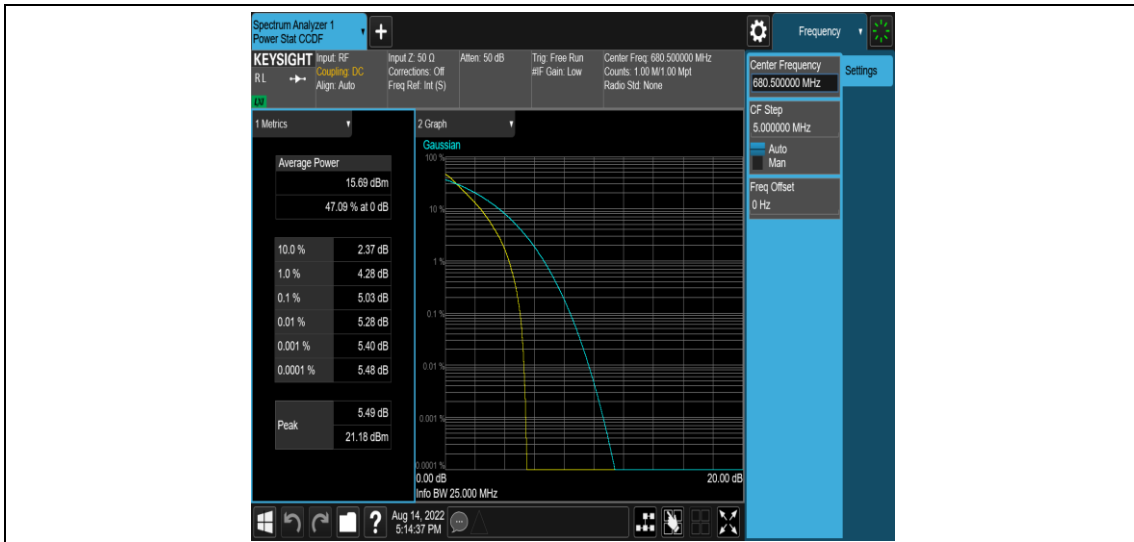 Spectrum Analyzer 1
Power Stat CCDF
+
Frequency
KEYSIGHT
RL
LXI
Input: RF
Coupling: DC
Align: Auto
Input Z: 50 Ω
Corrections: Off
Freq Ref: Int (S)
Atten: 50 dB
Trig: Free Run
#IF Gain: Low
Center Freq: 680.500000 MHz
Counts: 1.00 M/1.00 Mpt
Radio Std: None
Center Frequency
680.500000 MHz
Settings
CF Step
5.000000 MHz
Auto
Man
Freq Offset
0 Hz
1 Metrics
Average Power
15.69 dBm
47.09 % at 0 dB
10.0 % 2.37 dB
1.0 % 4.28 dB
0.1 % 5.03 dB
0.01 % 5.28 dB
0.001 % 5.40 dB
0.0001 % 5.48 dB
Peak
5.49 dB
21.18 dBm
2 Graph
Gaussian
100 %
10 %
1 %
0.1 %
0.01 %
0.001 %
0.0001 %
0.00 dB 20.00 dB
Info BW 25.000 MHz
?
Aug 14, 2022
5:14:37 PM